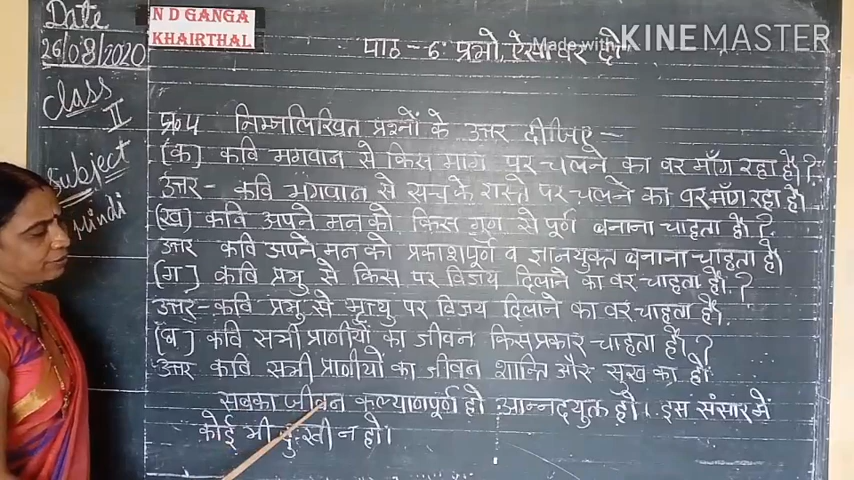 Date
26/08/2020
Class
II
Subject
Hindi
N D GANGA
KHAIRTHAL
Made with KINEMASTER
पाठ - 6: प्रभो, ऐसा वर दो
प्र०4 निम्नलिखित प्रश्नों के उत्तर दीजिए -
(क) कवि भगवान से किस मार्ग पर चलने का वर माँग रहा है?
उत्तर - कवि भगवान से सच के रास्ते पर चलने का वर माँग रहा है।
(ख) कवि अपने मन को किस गुण से पूर्ण बनाना चाहता है?
उत्तर कवि अपने मन को प्रकाशपूर्ण व ज्ञानयुक्त बनाना चाहता है।
(ग) कवि प्रभु से किस पर विजय दिलाने का वर चाहता है?
उत्तर - कवि प्रभु से मृत्यु पर विजय दिलाने का वर चाहता है।
(घ) कवि सभी प्राणीयों का जीवन किस प्रकार चाहता है?
उत्तर कवि सभी प्राणीयों का जीवन शान्ति और सुख का हो
सबका जीवन कल्याणपूर्ण हो आन्नदयुक्त हो। इस संसार में
कोई भी दुःखी न हो।